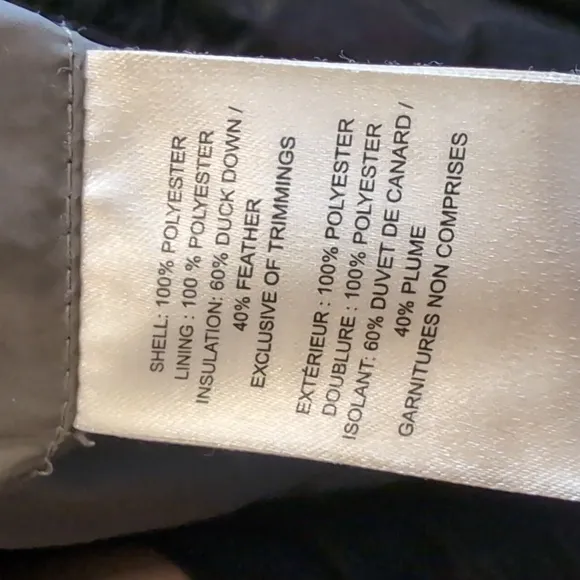 SHELL: 100% POLYESTER
LINING : 100 % POLYESTER
INSULATION: 60% DUCK DOWN /
40% FEATHER
EXCLUSIVE OF TRIMMINGS
EXTÉRIEUR : 100% POLYESTER
DOUBLURE : 100% POLYESTER
ISOLANT: 60% DUVET DE CANARD /
40% PLUME
GARNITURES NON COMPRISES